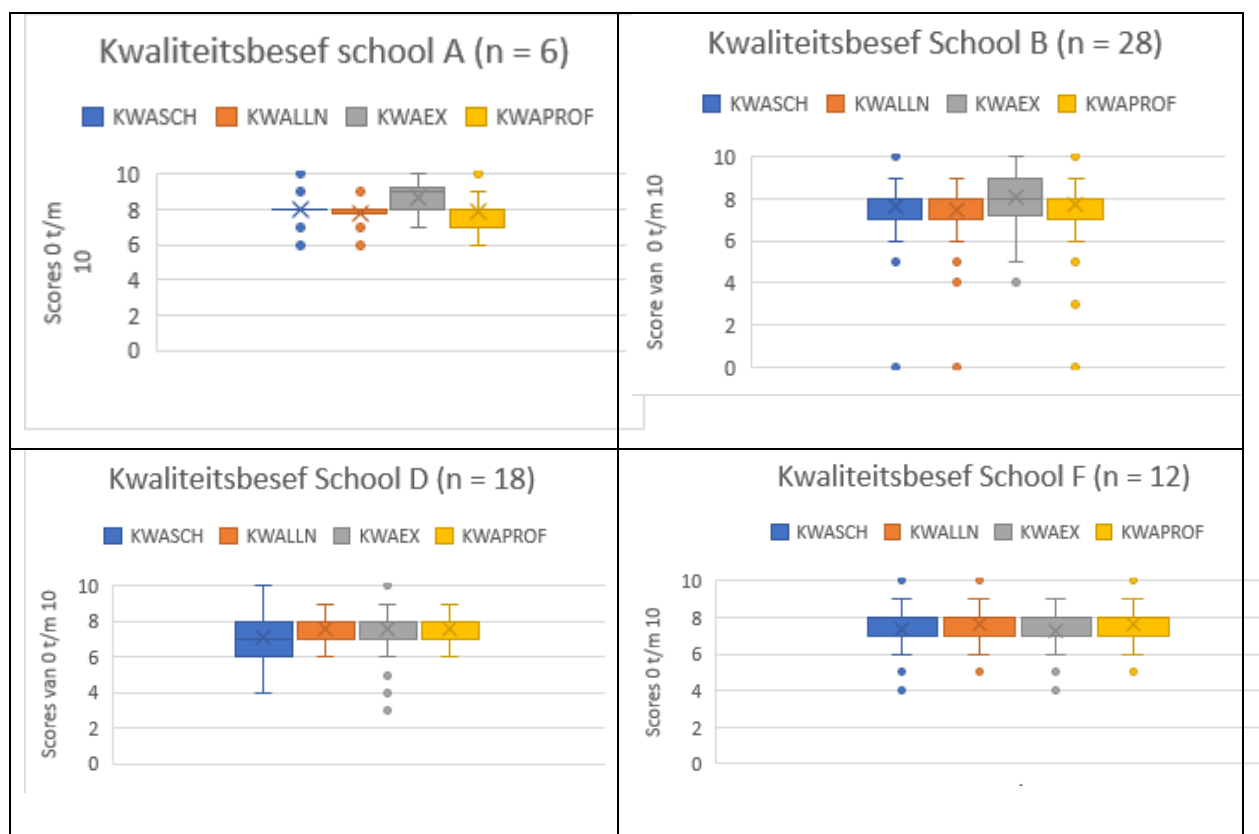 Kwaliteitsbesef school A (n = 6)
KWASCH KWALLN KWAEX KWAPROF
Scores 0 t/m
10
10
8
6
4
2
0
Kwaliteitsbesef School B (n = 28)
KWASCH KWALLN KWAEX KWAPROF
Score van 0 t/m 10
10
8
6
4
2
0
Kwaliteitsbesef School D (n = 18)
KWASCH KWALLN KWAEX KWAPROF
Scores van 0 t/m 10
10
8
6
4
2
0
Kwaliteitsbesef School F (n = 12)
KWASCH KWALLN KWAEX KWAPROF
Scores 0 t/m 10
10
8
6
4
2
0